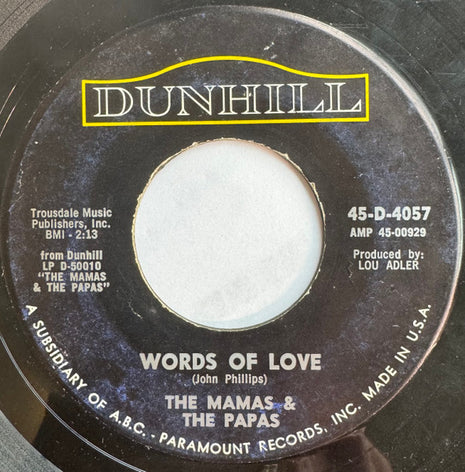 DUNHILL
Trousdale Music
Publishers, Inc.
BMI - 2:13
from Dunhill
LP D-50010
"THE MAMAS
& THE PAPAS"
45-D-4057
AMP 45-00929
Produced by:
LOU ADLER
WORDS OF LOVE
(John Phillips)
THE MAMAS &
THE PAPAS
A SUBSIDIARY OF A.B.C. - PARAMOUNT RECORDS, INC. MADE IN U.S.A.